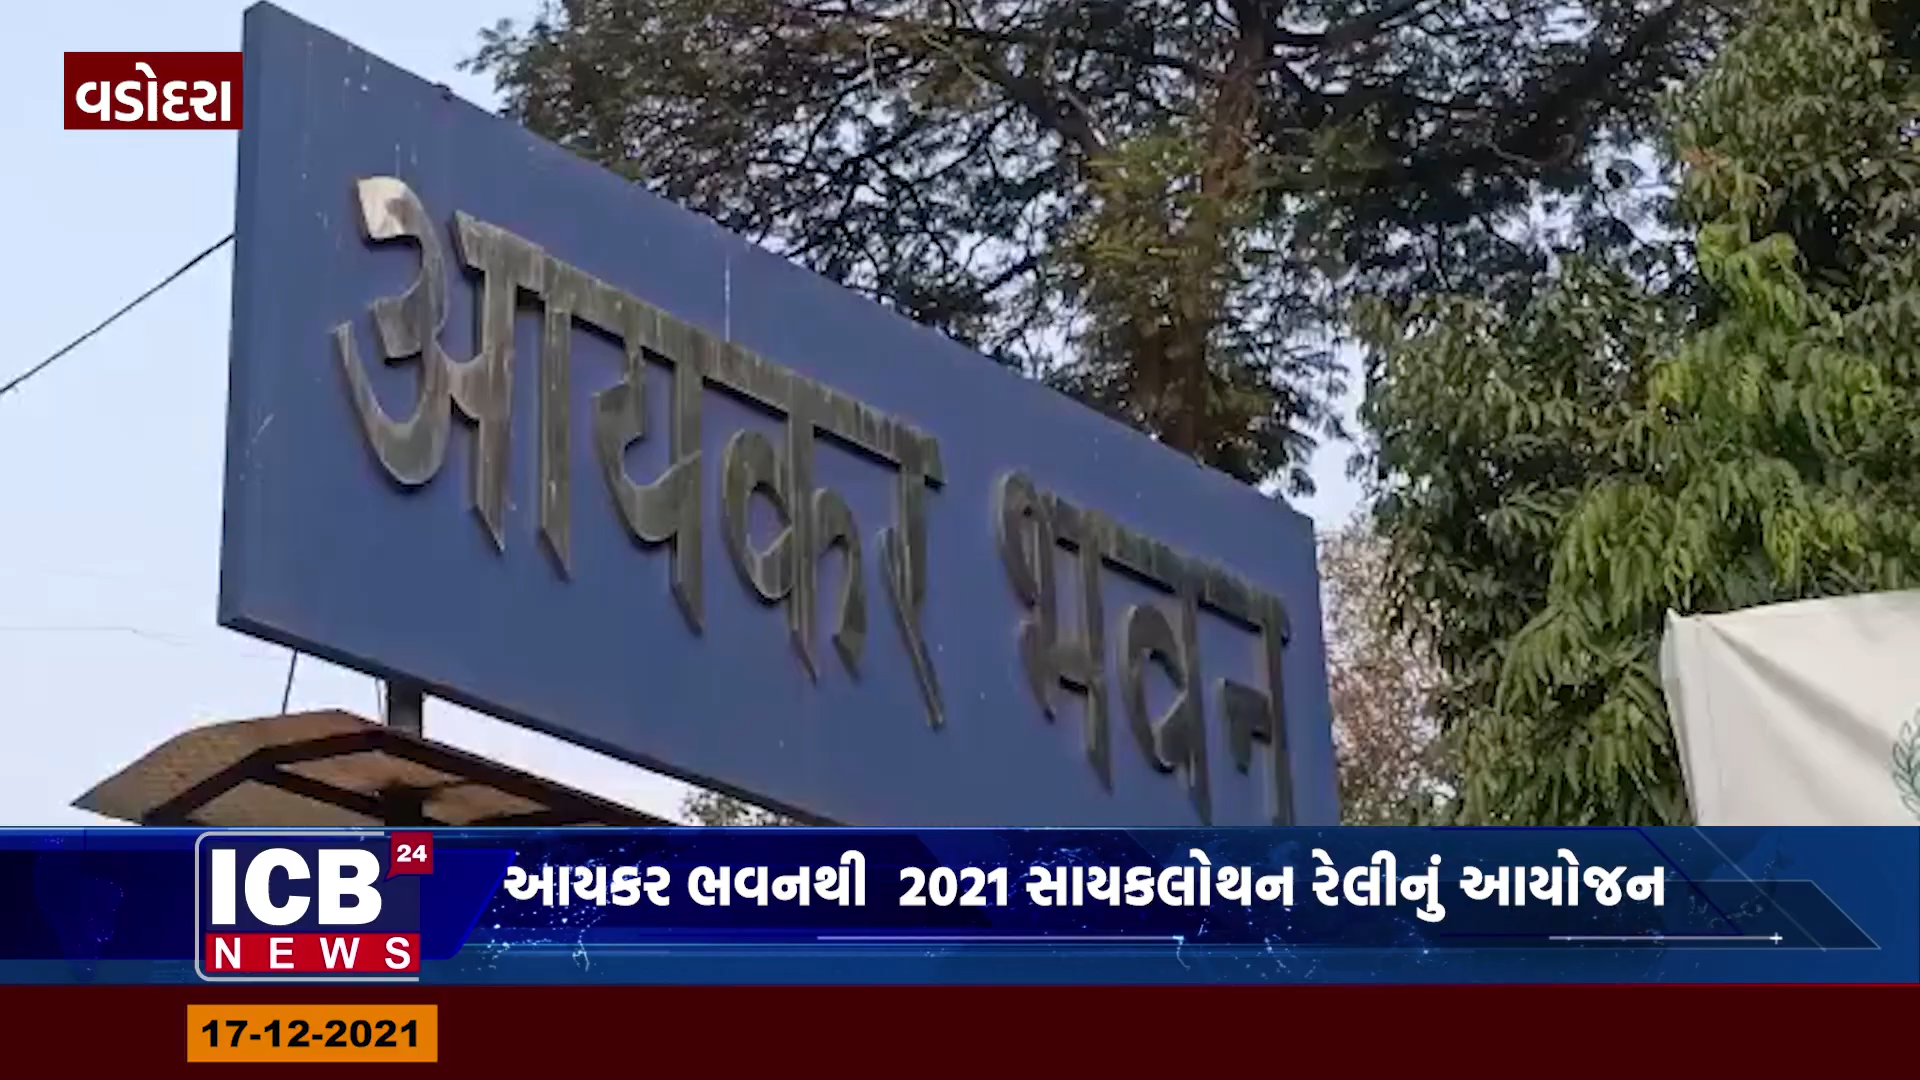 વડોદરા
आयकर भवन
ICB 24
આયકર ભવનથી 2021 સાયકલોથન રેલીનું આયોજન
NEWS
17-12-2021